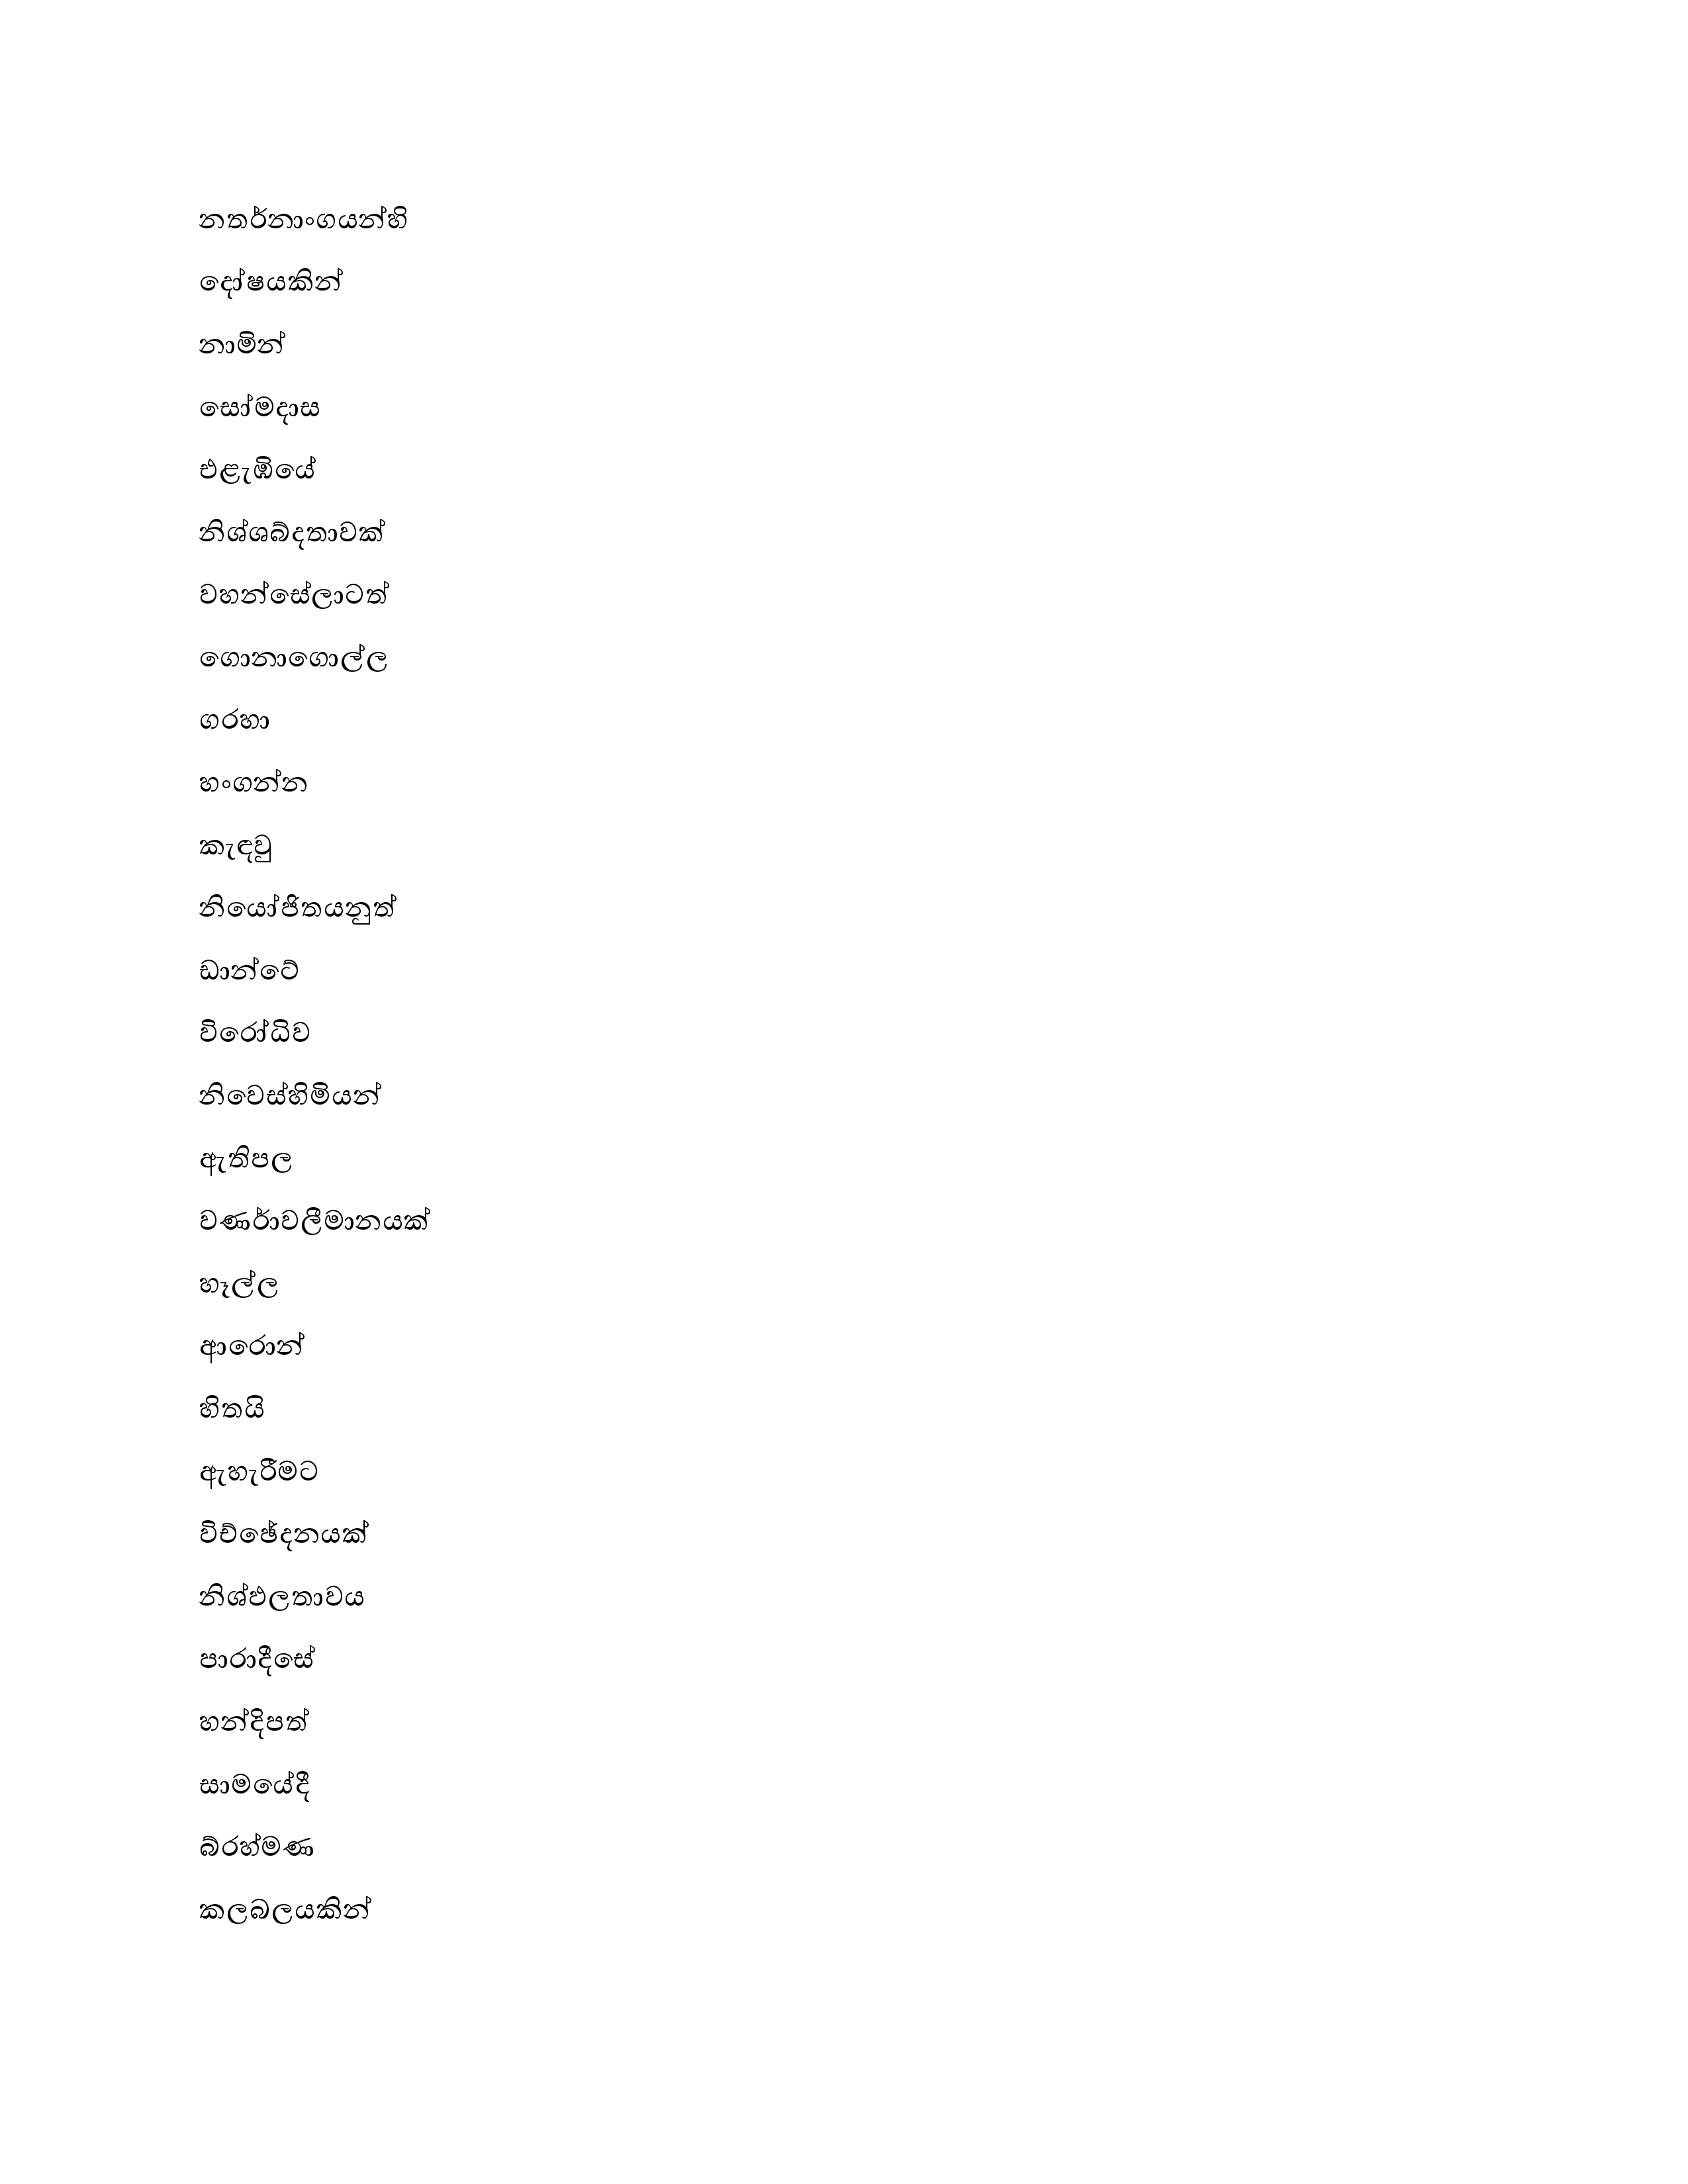 නතර්නාංගයන්හි
දෝෂයකින්
නාමින්
සෝමදාස
එළැඹියේ
නිශ්ශබ්දතාවක්
වහන්සේලාටත්
ගොනාගොල්ල
ගරහා
හංගන්න
කැඳවු
නියෝජිතයනුත්
ඩාන්ටේ
විරෝධිව
නිවෙස්හිමියන්
ඇතිපල
වණර්‍ාවලීමානයක්
හෑල්ල
ආරොන්
හිතයි
ඇහැරීමට
විච්ඡේදනයක්
නිශ්ඵලතාවය
පාරාදීසේ
හන්දිපත්
සාමයේදී
බ්රහ්මණ
කලබලයකින්